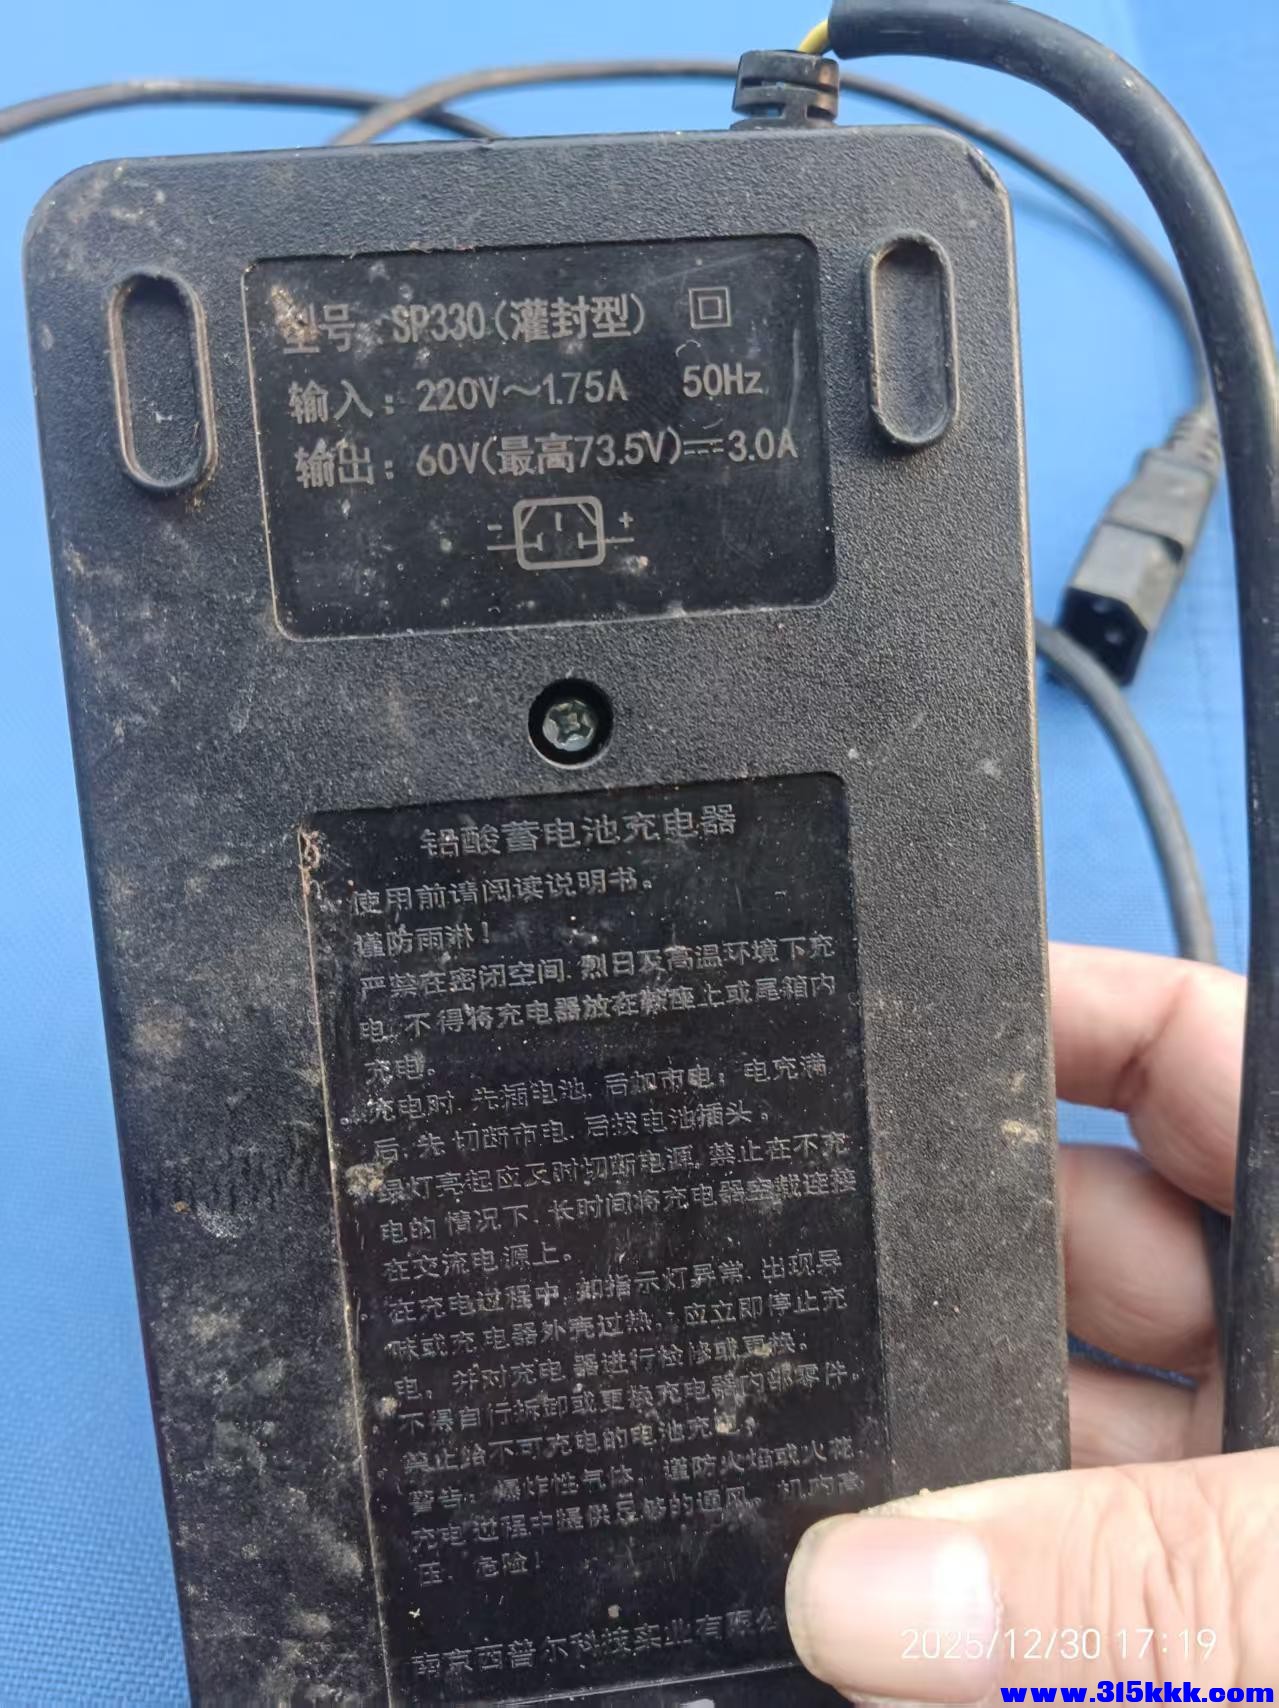 型号：SP330(灌封型)
输入：220V～1.75A 50Hz
输出：60V(最高73.5V)⎓3.0A
- +
铅酸蓄电池充电器
使用前请阅读说明书。
谨防雨淋！
严禁在密闭空间、烈日及高温环境下充
电，不得将充电器放在鞍座上或尾箱内
充电。
充电时，先插电池，后加市电；电充满
后，先切断市电，后拔电池插头。
绿灯亮起应及时切断电源，禁止在不充
电的情况下，长时间将充电器空载连接
在交流电源上。
在充电过程中，如指示灯异常、出现异
味或充电器外壳过热，应立即停止充
电，并对充电器进行检修或更换。
不得自行拆卸或更换充电器内部零件。
禁止给不可充电的电池充电；
警告：爆炸性气体，谨防火焰或火花，
充电过程中提供足够的通风。机内高
压，危险！
南京西普尔科技实业有限公
2025/12/30 17:19
www.315kkk.com